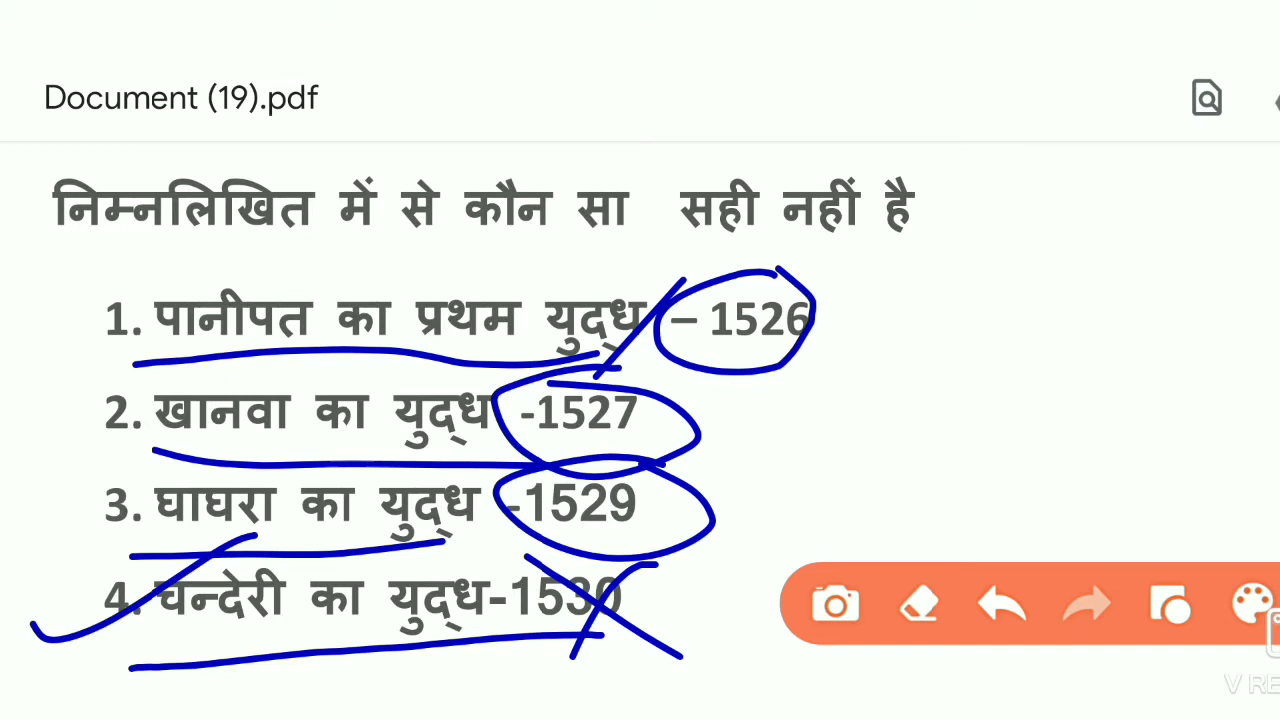 Document (19).pdf
निम्नलिखित में से कौन सा सही नहीं है
1. पानीपत का प्रथम युद्ध – 1526
2. खानवा का युद्ध -1527
3. घाघरा का युद्ध -1529
4. चन्देरी का युद्ध-1530
V RE